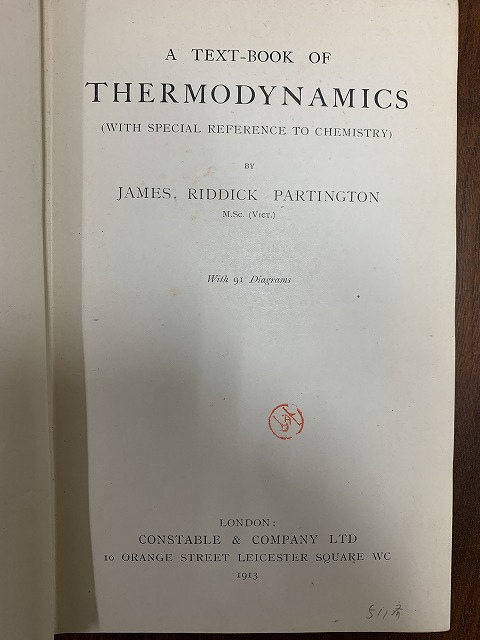 A TEXT-BOOK OF
THERMODYNAMICS
(WITH SPECIAL REFERENCE TO CHEMISTRY)
BY
JAMES RIDDICK PARTINGTON
M.Sc. (Vict.)
With 91 Diagrams
LONDON:
CONSTABLE & COMPANY LTD
10 ORANGE STREET LEICESTER SQUARE WC
1913